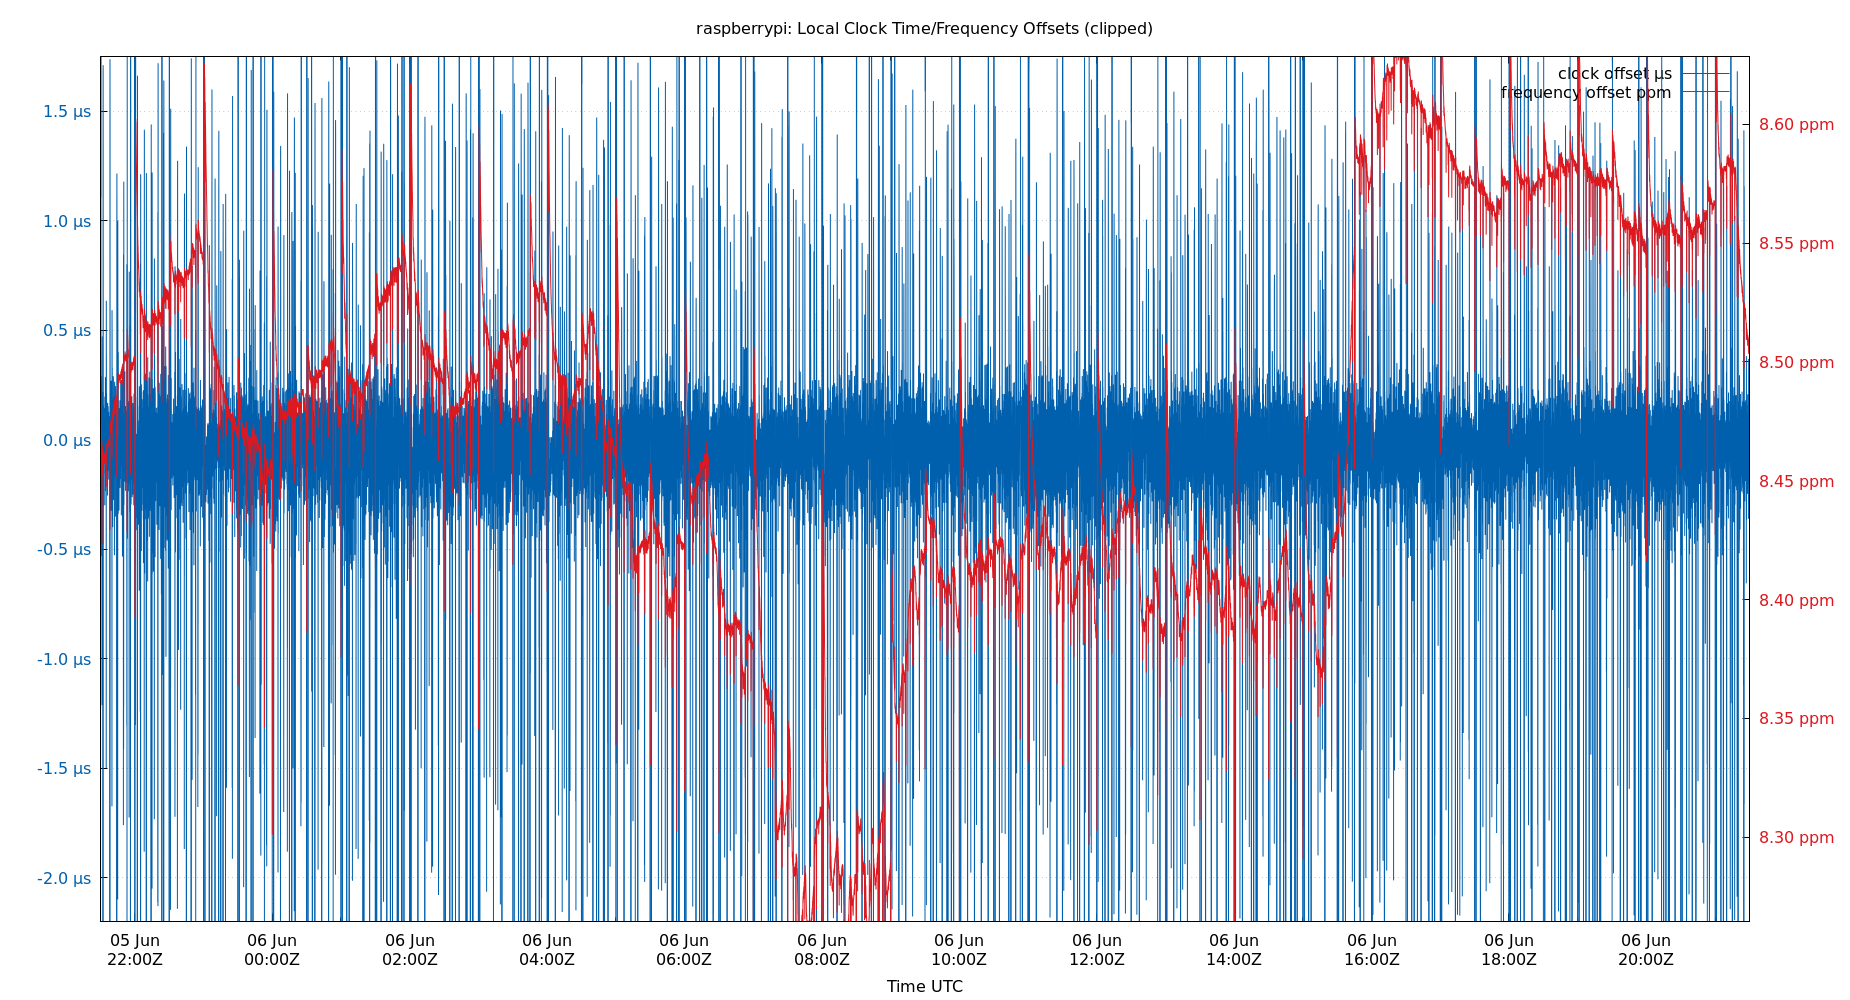 raspberrypi: Local Clock Time/Frequency Offsets (clipped)
clock offset µs
frequency offset ppm
1.5 µs
1.0 µs
0.5 µs
0.0 µs
-0.5 µs
-1.0 µs
-1.5 µs
-2.0 µs
8.60 ppm
8.55 ppm
8.50 ppm
8.45 ppm
8.40 ppm
8.35 ppm
8.30 ppm
05 Jun 06 Jun 06 Jun 06 Jun 06 Jun 06 Jun 06 Jun 06 Jun 06 Jun 06 Jun 06 Jun 06 Jun
22:00Z 00:00Z 02:00Z 04:00Z 06:00Z 08:00Z 10:00Z 12:00Z 14:00Z 16:00Z 18:00Z 20:00Z
Time UTC